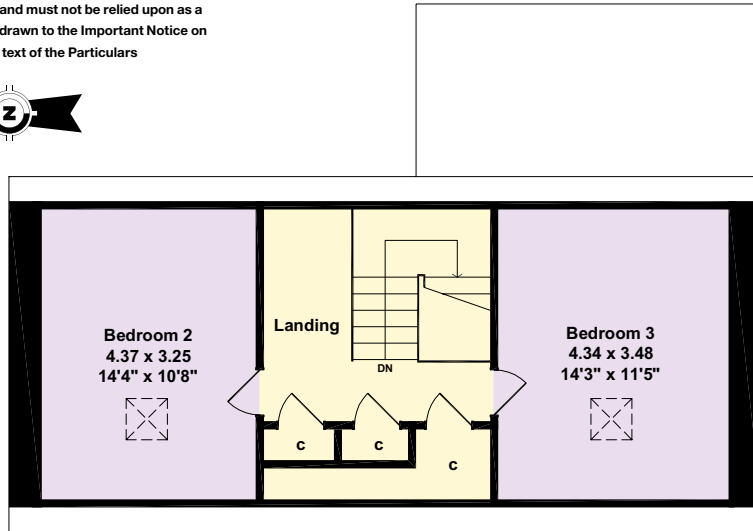 and must not be relied upon as a
drawn to the Important Notice on
text of the Particulars
Z
Landing
DN
Bedroom 2
4.37 x 3.25
14'4" x 10'8"
Bedroom 3
4.34 x 3.48
14'3" x 11'5"
c
c
c